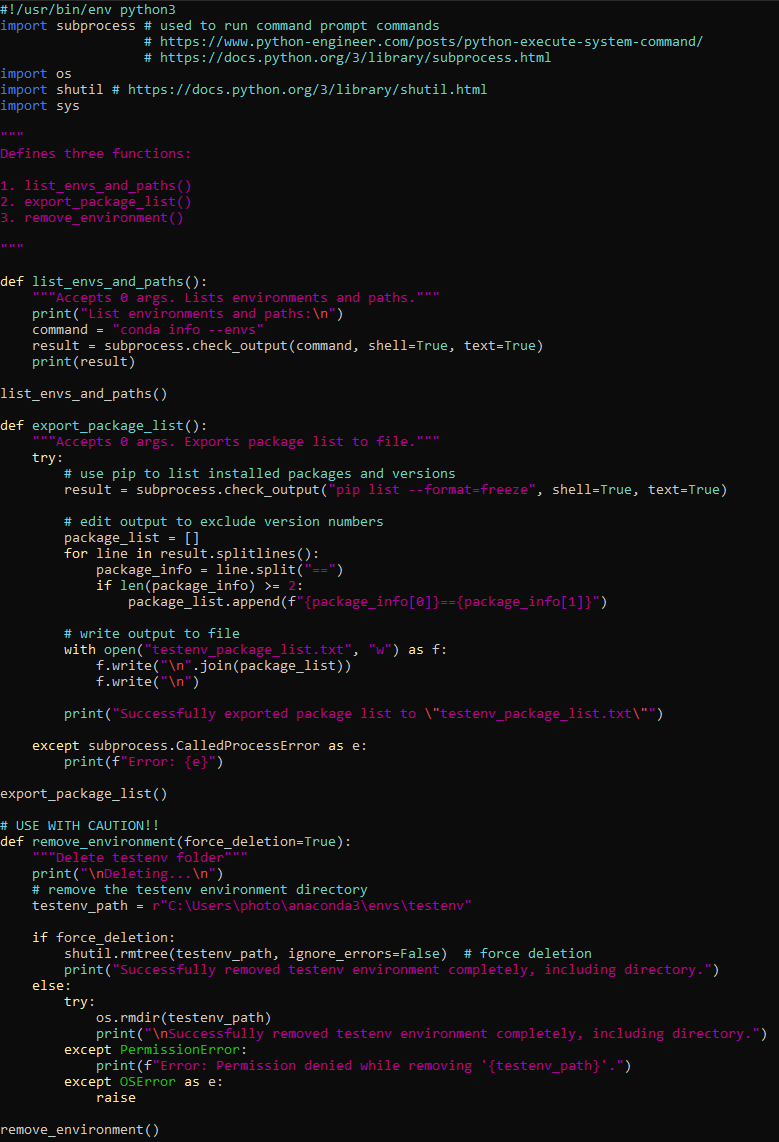 #!/usr/bin/env python3
import subprocess # used to run command prompt commands
                  # https://www.python-engineer.com/posts/python-execute-system-command/
                  # https://docs.python.org/3/library/subprocess.html
import os
import shutil # https://docs.python.org/3/library/shutil.html
import sys

"""
Defines three functions:

1. list_envs_and_paths()
2. export_package_list()
3. remove_environment()

"""

def list_envs_and_paths():
    """Accepts 0 args. Lists environments and paths."""
    print("List environments and paths:\n")
    command = "conda info --envs"
    result = subprocess.check_output(command, shell=True, text=True)
    print(result)

list_envs_and_paths()

def export_package_list():
    """Accepts 0 args. Exports package list to file."""
    try:
        # use pip to list installed packages and versions
        result = subprocess.check_output("pip list --format=freeze", shell=True, text=True)

        # edit output to exclude version numbers
        package_list = []
        for line in result.splitlines():
            package_info = line.split("==")
            if len(package_info) >= 2:
                package_list.append(f"{package_info[0]}=={package_info[1]}")

        # write output to file
        with open("testenv_package_list.txt", "w") as f:
            f.write("\n".join(package_list))
            f.write("\n")

        print("Successfully exported package list to \"testenv_package_list.txt\"")

    except subprocess.CalledProcessError as e:
        print(f"Error: {e}")

export_package_list()

# USE WITH CAUTION!!
def remove_environment(force_deletion=True):
    """Delete testenv folder"""
    print("\nDeleting...\n")
    # remove the testenv environment directory
    testenv_path = r"C:\Users\photo\anaconda3\envs\testenv"

    if force_deletion:
        shutil.rmtree(testenv_path, ignore_errors=False)  # force deletion
        print("Successfully removed testenv environment completely, including directory.")
    else:
        try:
            os.rmdir(testenv_path)
            print("\nSuccessfully removed testenv environment completely, including directory.")
        except PermissionError:
            print(f"Error: Permission denied while removing '{testenv_path}'.")
        except OSError as e:
            raise

remove_environment()